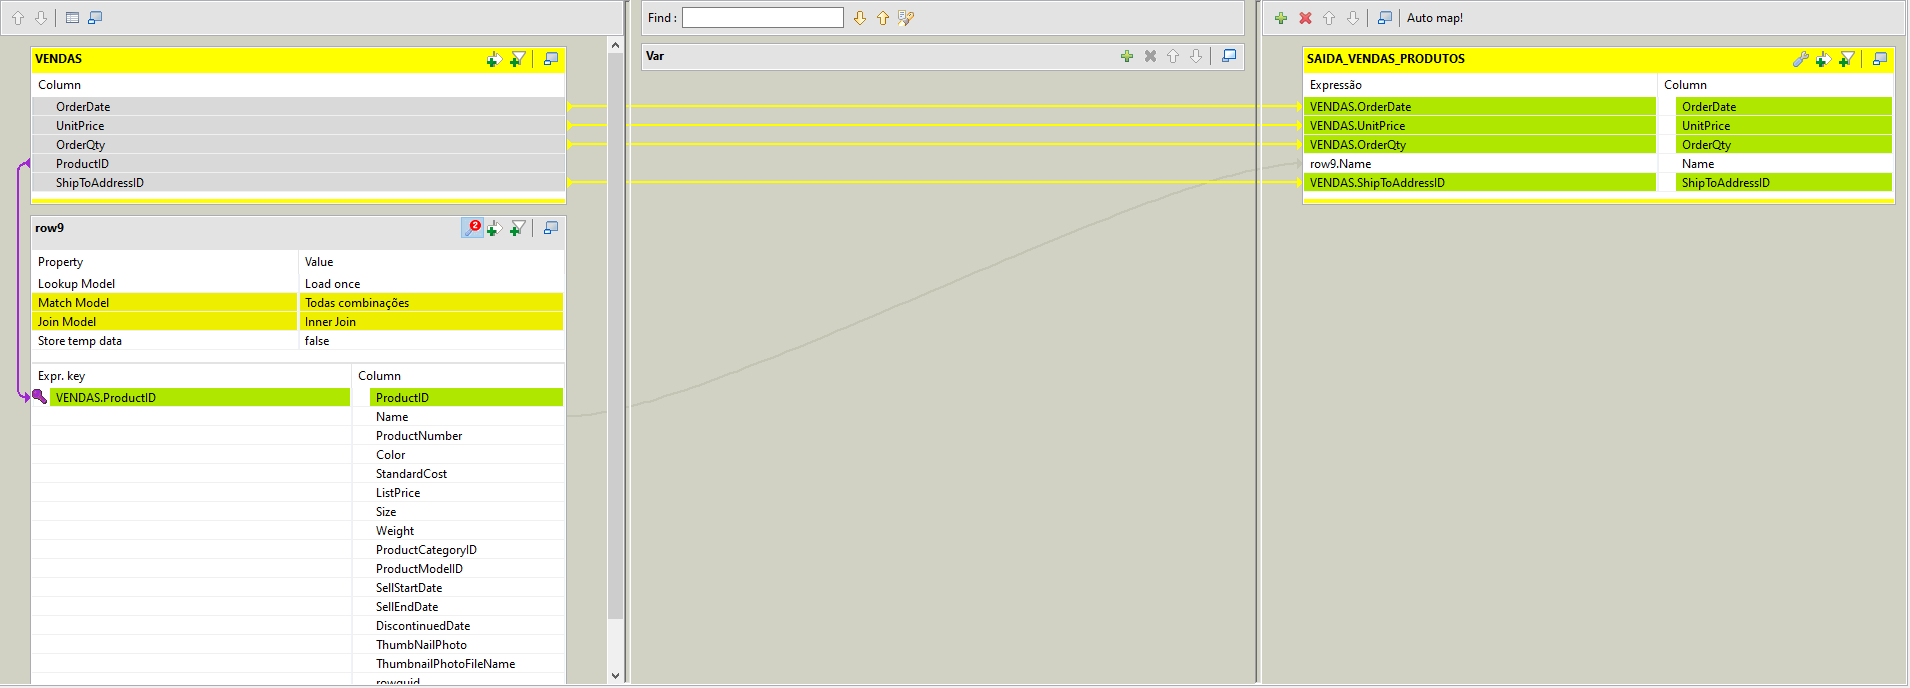 Find :
Auto map!
VENDAS
Column
OrderDate
UnitPrice
OrderQty
ProductID
ShipToAddressID
row9
2
Property Value
Lookup Model Load once
Match Model Todas combinações
Join Model Inner Join
Store temp data false
Expr. key Column
VENDAS.ProductID ProductID
Name
ProductNumber
Color
StandardCost
ListPrice
Size
Weight
ProductCategoryID
ProductModelID
SellStartDate
SellEndDate
DiscontinuedDate
ThumbNailPhoto
ThumbnailPhotoFileName
rowguid
Var
SAIDA_VENDAS_PRODUTOS
Expressão Column
VENDAS.OrderDate OrderDate
VENDAS.UnitPrice UnitPrice
VENDAS.OrderQty OrderQty
row9.Name Name
VENDAS.ShipToAddressID ShipToAddressID